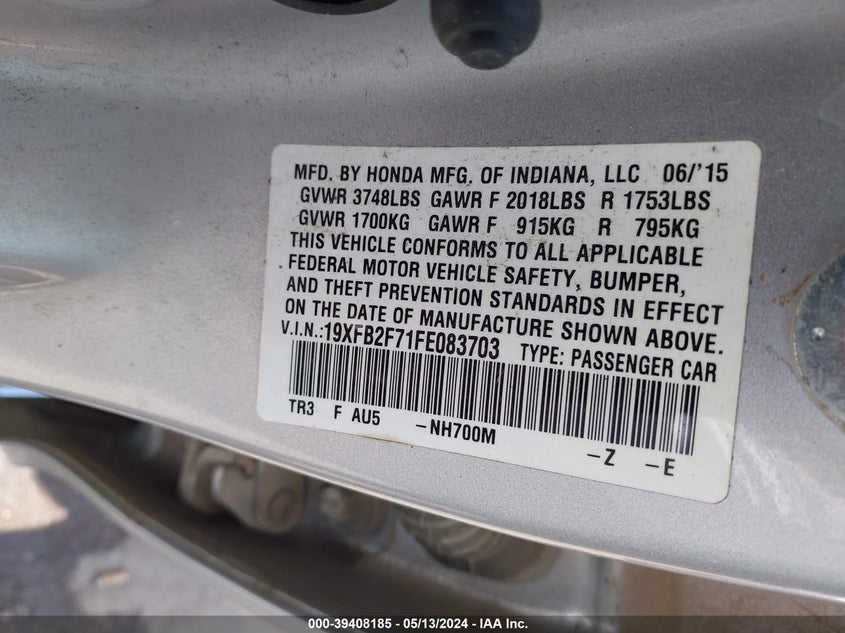 MFD. BY HONDA MFG. OF INDIANA, LLC 06/'15
GVWR 3748LBS GAWR F 2018LBS R 1753LBS
GVWR 1700KG GAWR F 915KG R 795KG
THIS VEHICLE CONFORMS TO ALL APPLICABLE
FEDERAL MOTOR VEHICLE SAFETY, BUMPER,
AND THEFT PREVENTION STANDARDS IN EFFECT
ON THE DATE OF MANUFACTURE SHOWN ABOVE.
V.I.N.:19XFB2F71FE083703 TYPE: PASSENGER CAR
TR3 F AU5 -NH700M -Z -E
000-39408185 - 05/13/2024 - IAA Inc.